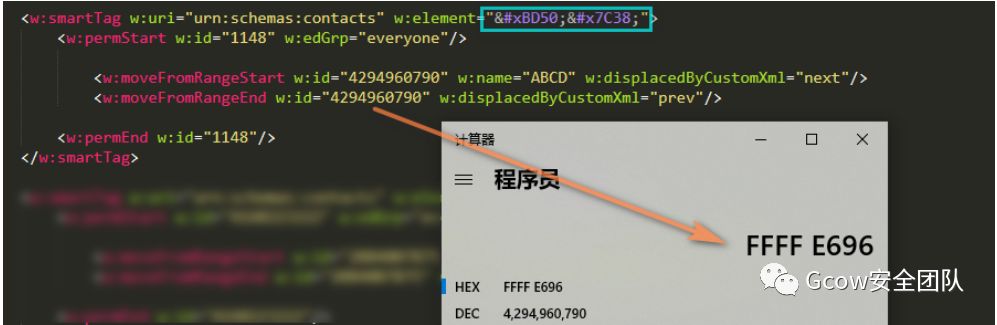 <w:smartTag w:uri="urn:schemas:contacts" w:element="&#xBD50;&#x7C38;">
<w:permStart w:id="1148" w:edGrp="everyone"/>
<w:moveFromRangeStart w:id="4294960790" w:name="ABCD" w:displacedByCustomXml="next"/>
<w:moveFromRangeEnd w:id="4294960790" w:displacedByCustomXml="prev"/>
<w:permEnd w:id="1148"/>
</w:smartTag>
计算器
程序员
FFFF E696
HEX FFFF E696
DEC 4,294,960,790
Gcow安全团队